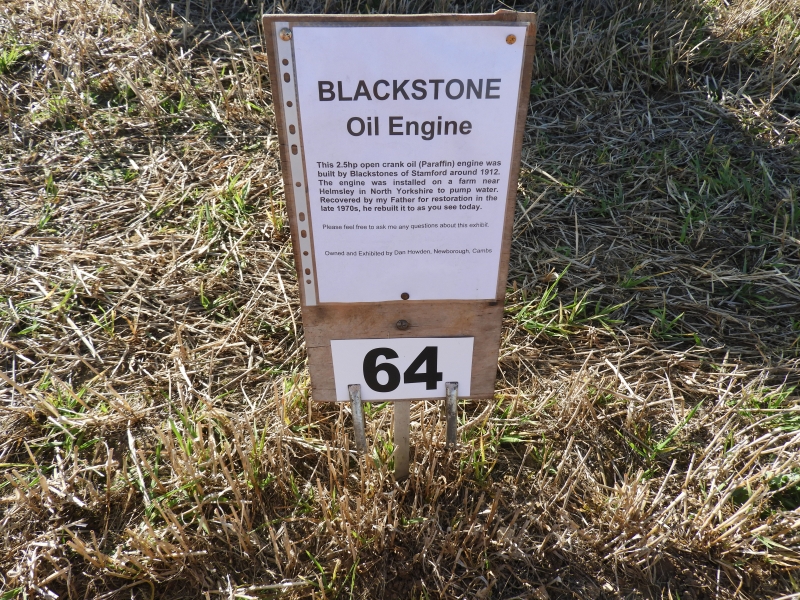 BLACKSTONE
Oil Engine
This 2.5hp open crank oil (Paraffin) engine was
built by Blackstones of Stamford around 1912.
The engine was installed on a farm near
Helmsley in North Yorkshire to pump water.
Recovered by my Father for restoration in the
late 1970s, he rebuilt it to as you see today.
Please feel free to ask me any questions about this exhibit.
Owned and Exhibited by Dan Howden, Newborough, Cambs
64